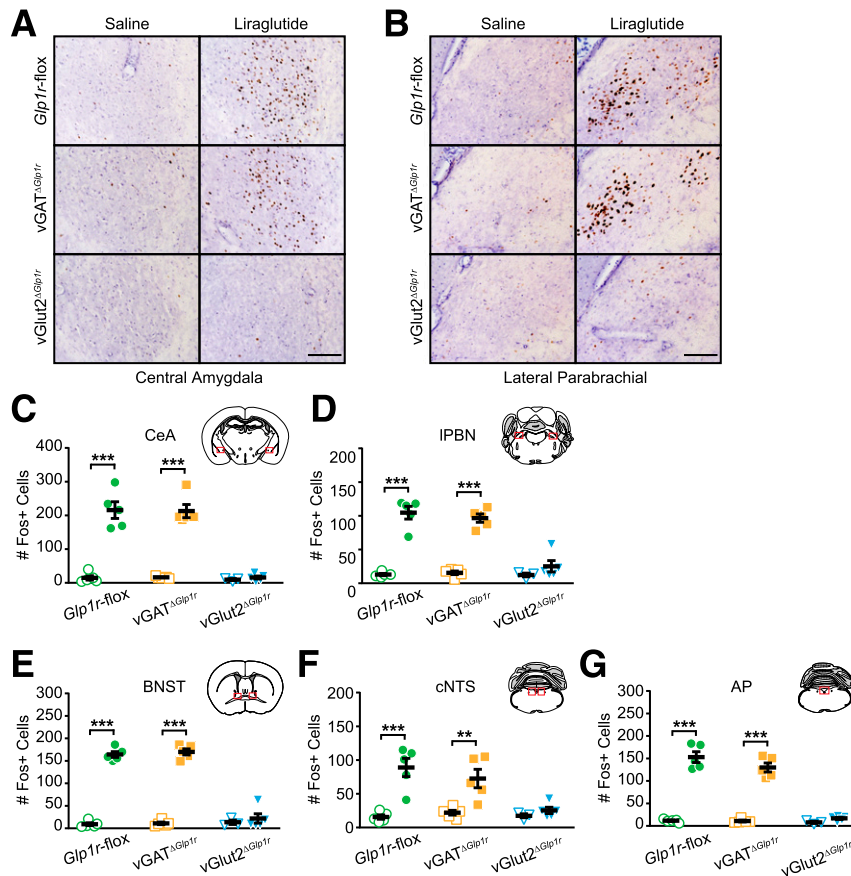 A
Saline Liraglutide
Glp1r-flox
vGATΔGlp1r
vGlut2ΔGlp1r
Central Amygdala
B
Saline Liraglutide
Glp1r-flox
vGATΔGlp1r
vGlut2ΔGlp1r
Lateral Parabrachial
C
CeA
# Fos+ Cells
400
300
200
100
0
*** ***
Glp1r-flox vGATΔGlp1r vGlut2ΔGlp1r
D
lPBN
# Fos+ Cells
200
150
100
50
0
*** ***
Glp1r-flox vGATΔGlp1r vGlut2ΔGlp1r
E
BNST
# Fos+ Cells
300
250
200
150
100
50
0
*** ***
Glp1r-flox vGATΔGlp1r vGlut2ΔGlp1r
F
cNTS
# Fos+ Cells
200
150
100
50
0
*** **
Glp1r-flox vGATΔGlp1r vGlut2ΔGlp1r
G
AP
# Fos+ Cells
300
250
200
150
100
50
0
*** ***
Glp1r-flox vGATΔGlp1r vGlut2ΔGlp1r